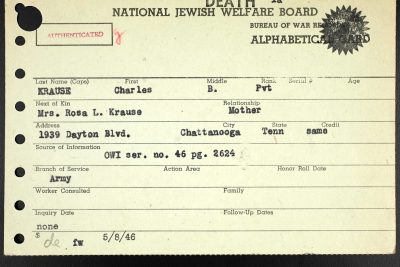 DEATH
NATIONAL JEWISH WELFARE BOARD
BUREAU OF WAR RECORDS
AUTHENTICATED
ALPHABETICAL CARD
Last Name (Caps) First Middle Rank Serial # Age
KRAUSE Charles B. Pvt
Next of Kin Relationship
Mrs. Rosa L. Krause Mother
Address City State Credit
1939 Dayton Blvd. Chattanooga Tenn same
Source of Information
OWI ser. no. 46 pg. 2624
Branch of Service Action Area Honor Roll Date
Army
Worker Consulted Family
Inquiry Date Follow-Up Dates
none
$ de fw 5/8/46